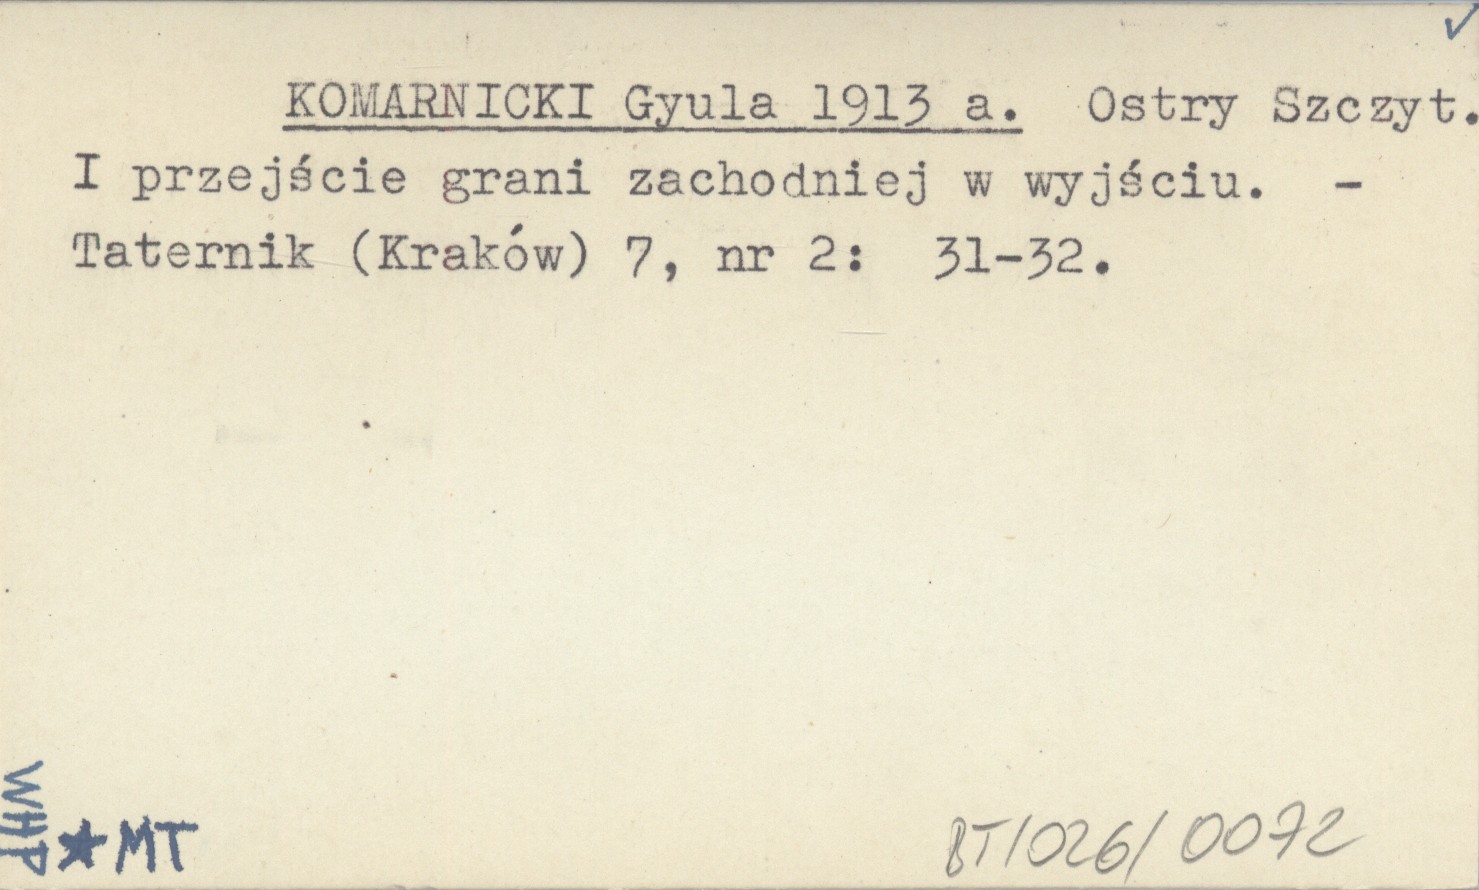 KOMARNICKI Gyula 1913 a. Ostry Szczyt.
I przejście grani zachodniej w wyjściu. -
Taternik (Kraków) 7, nr 2: 31-32.
WHP
★MT
BT/026/0072